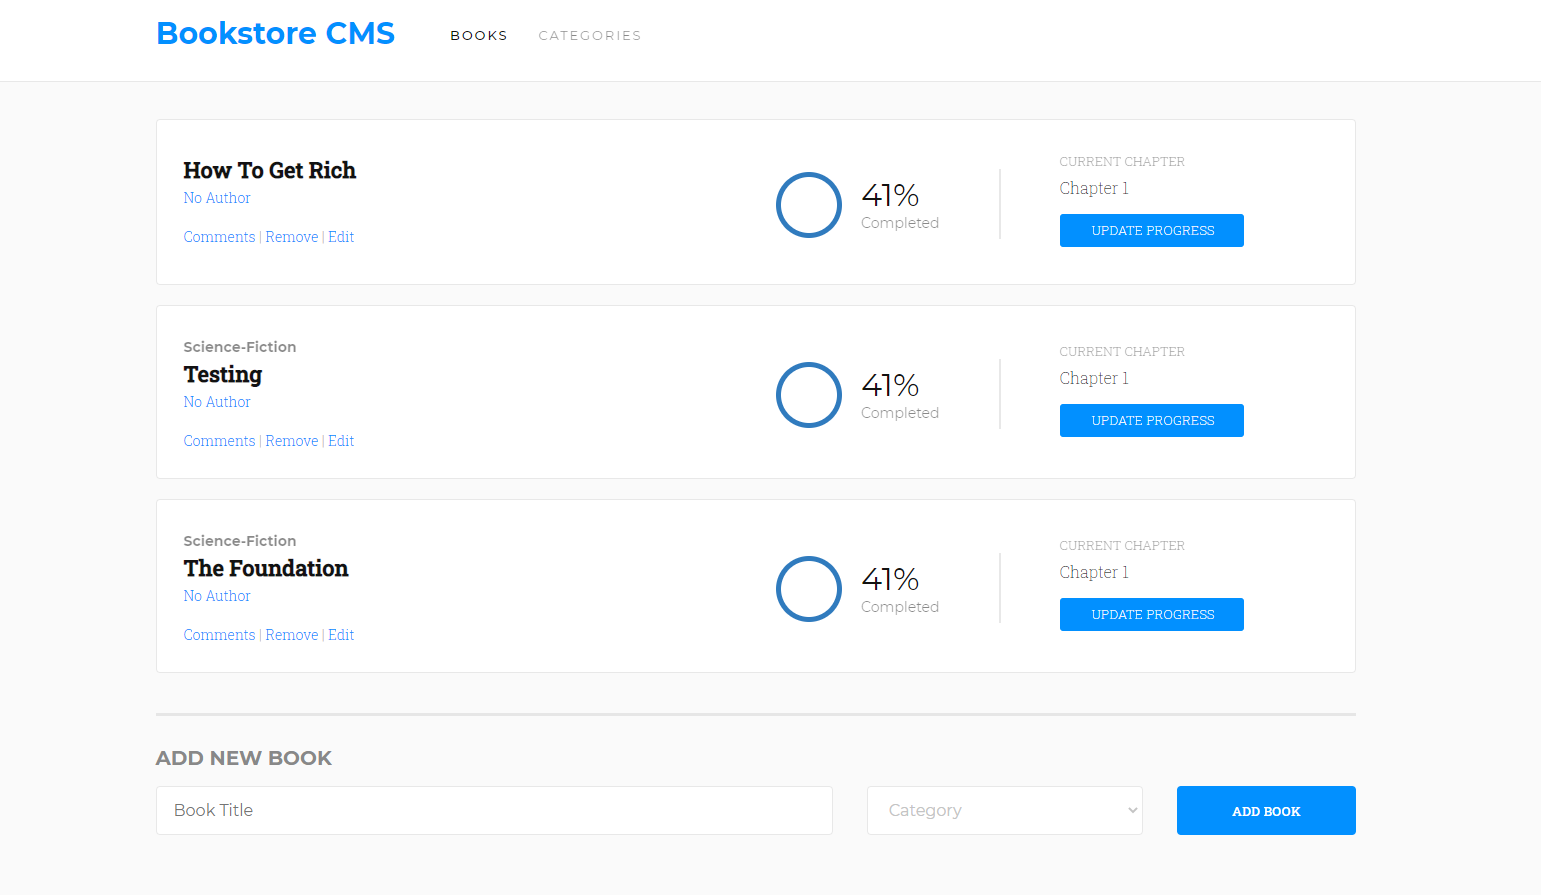 Bookstore CMS
BOOKS
CATEGORIES
How To Get Rich
No Author
Comments | Remove | Edit
41%
Completed
CURRENT CHAPTER
Chapter 1
UPDATE PROGRESS
Science-Fiction
Testing
No Author
Comments | Remove | Edit
41%
Completed
CURRENT CHAPTER
Chapter 1
UPDATE PROGRESS
Science-Fiction
The Foundation
No Author
Comments | Remove | Edit
41%
Completed
CURRENT CHAPTER
Chapter 1
UPDATE PROGRESS
ADD NEW BOOK
Book Title
Category
ADD BOOK